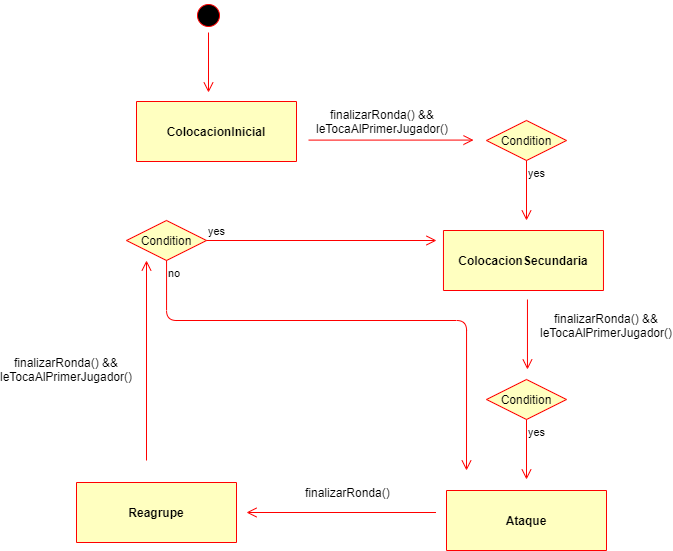 ColocacionInicial
finalizarRonda() &&
leTocaAlPrimerJugador()
Condition
yes
Condition
yes
no
ColocacionSecundaria
finalizarRonda() &&
leTocaAlPrimerJugador()
finalizarRonda() &&
leTocaAlPrimerJugador()
Condition
yes
Reagrupe
finalizarRonda()
Ataque